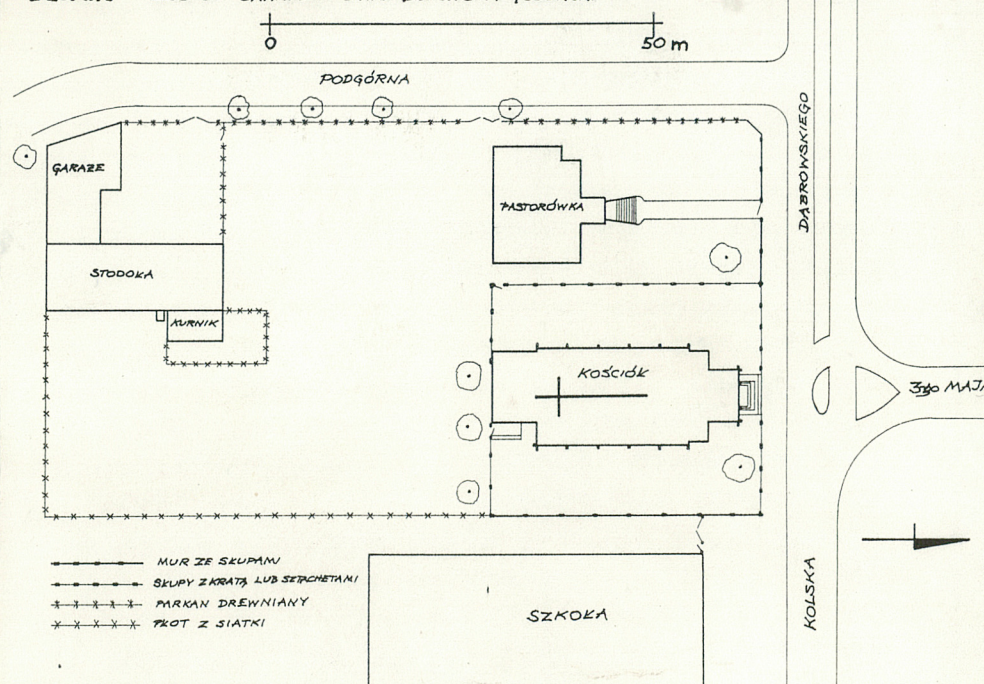 0
50 m
PODGÓRNA
DĄBROWSKIEGO
GARAŻE
PASTORÓWKA
STODOŁA
KURNIK
KOŚCIÓŁ
3go MAJA
MUR ZE SŁUPAMI
SŁUPY Z KRATĄ LUB SZTACHETAMI
PARKAN DREWNIANY
PŁOT Z SIATKI
SZKOŁA
KOLSKA